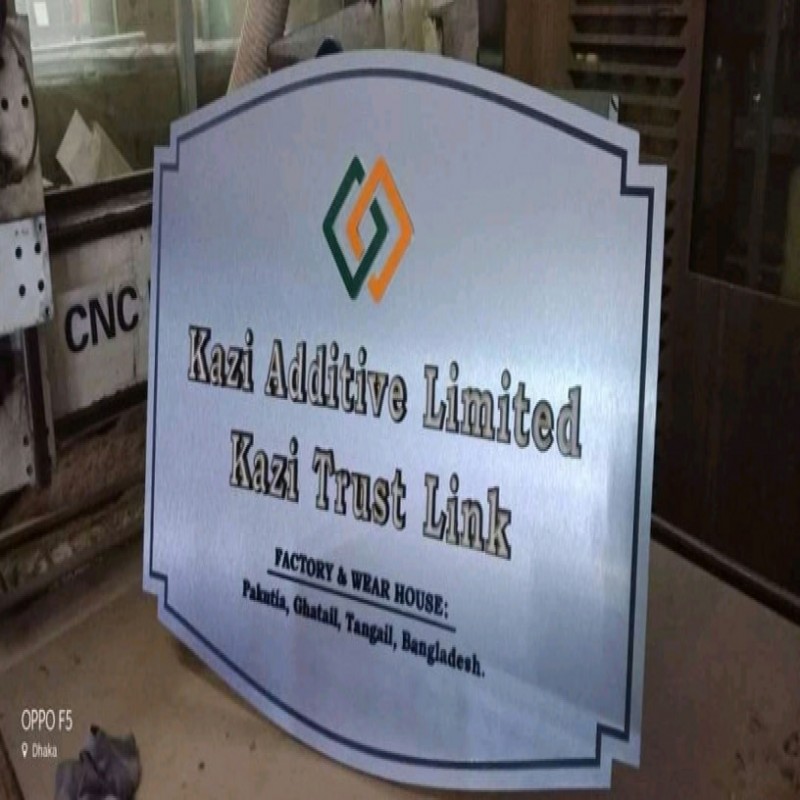 CNC
Kazi Additive Limited
Kazi Trust Link
FACTORY & WEAR HOUSE:
Pakutia, Ghatail, Tangail, Bangladesh.
OPPO F5
Dhaka